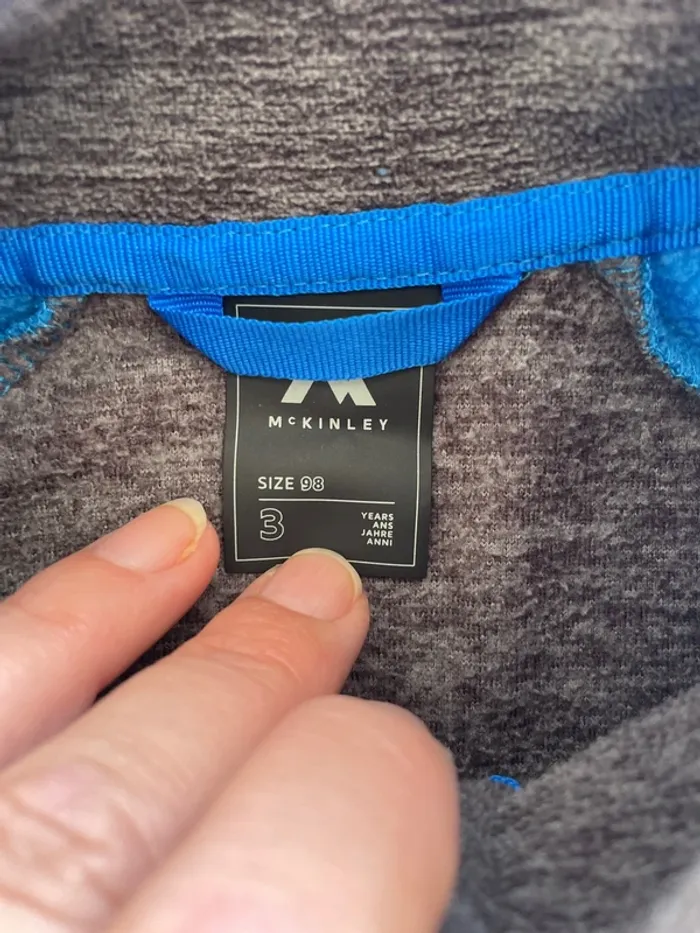 McKINLEY
SIZE 98
3
YEARS
ANS
JAHRE
ANNI